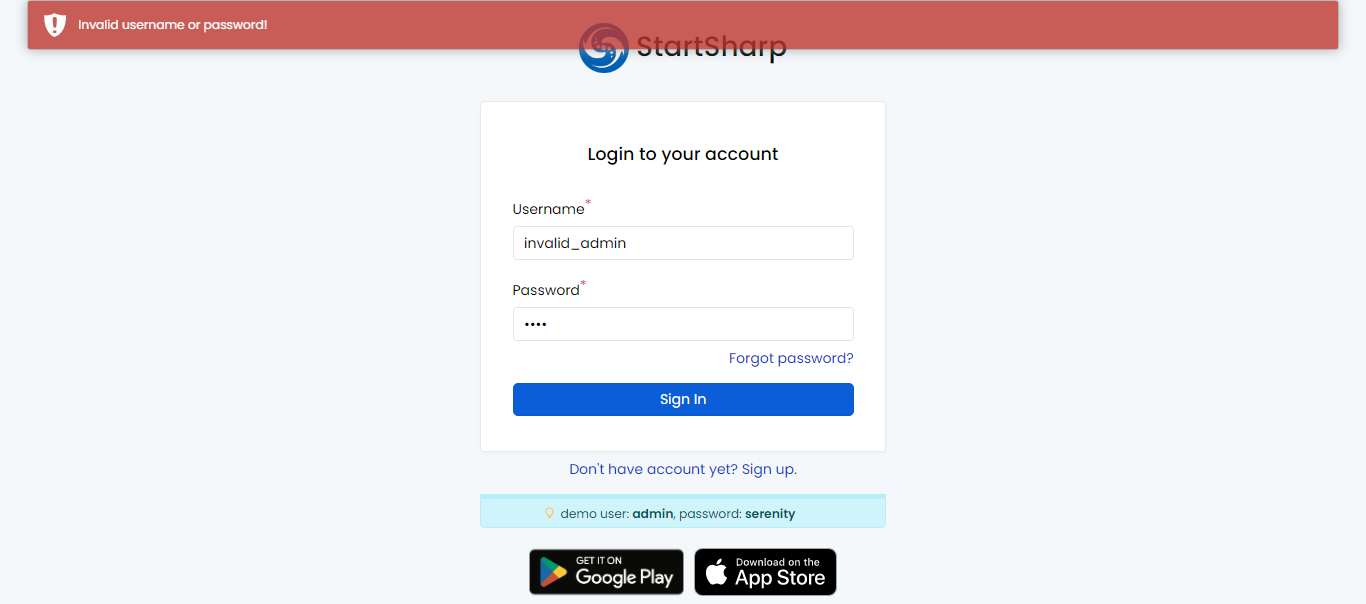 Invalid username or password!
StartSharp
Login to your account
Username*
invalid_admin
Password*
••••
Forgot password?
Sign In
Don't have account yet? Sign up.
demo user: admin, password: serenity
GET IT ON
Google Play
Download on the
App Store